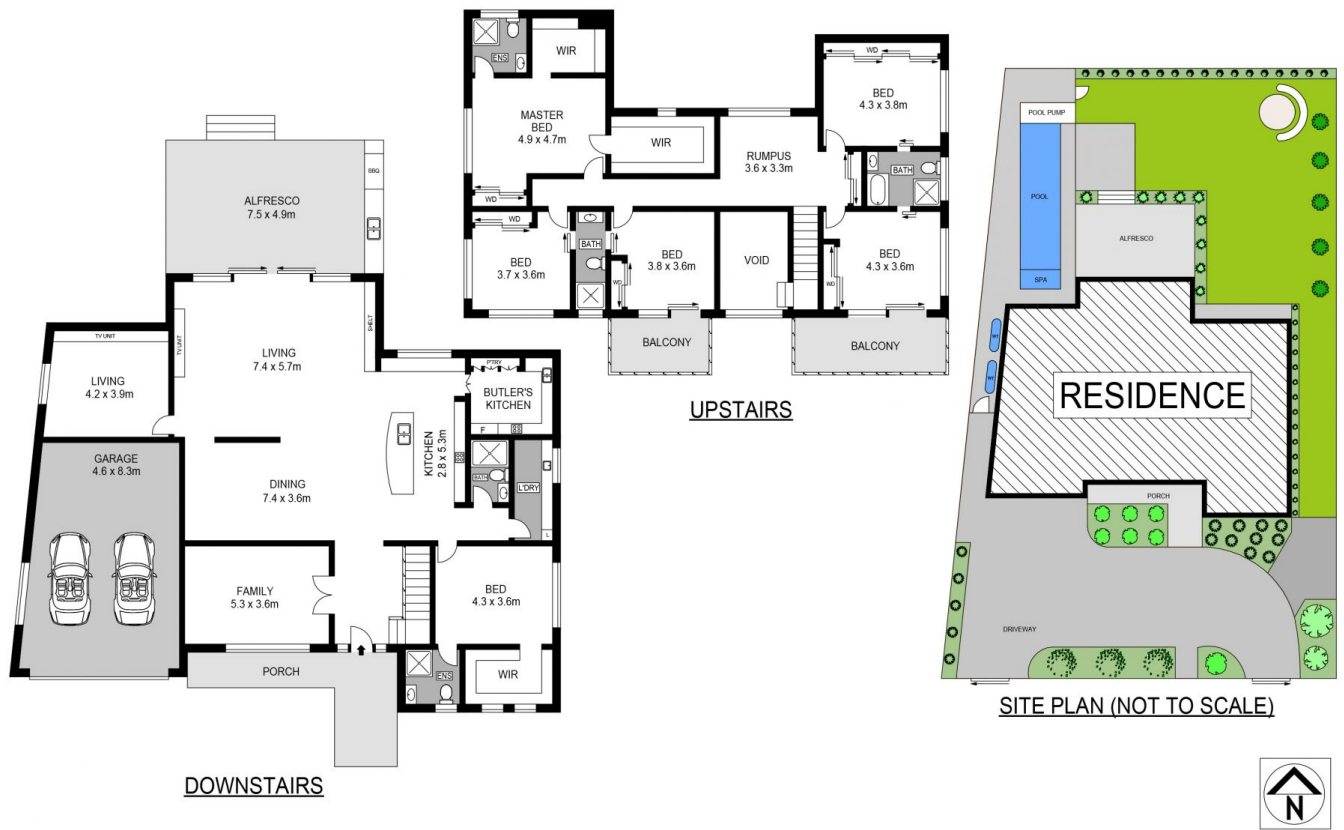 ALFRESCO
7.5 x 4.9m
BBQ
TV UNIT
LIVING
4.2 x 3.9m
TV UNIT
LIVING
7.4 x 5.7m
SHELF
P'TRY
BUTLER'S
KITCHEN
F
KITCHEN
2.8 x 5.3m
BATH
L'DRY
L
GARAGE
4.6 x 8.3m
DINING
7.4 x 3.6m
FAMILY
5.3 x 3.6m
BED
4.3 x 3.6m
ENS
WIR
PORCH
DOWNSTAIRS
ENS
WIR
MASTER
BED
4.9 x 4.7m
WIR
WD
RUMPUS
3.6 x 3.3m
WD
BED
4.3 x 3.8m
BATH
WD
BED
3.7 x 3.6m
BATH
BED
3.8 x 3.6m
WD
VOID
BED
4.3 x 3.6m
WD
BALCONY
BALCONY
UPSTAIRS
POOL PUMP
POOL
SPA
ALFRESCO
WT
WT
RESIDENCE
PORCH
DRIVEWAY
SITE PLAN (NOT TO SCALE)
N